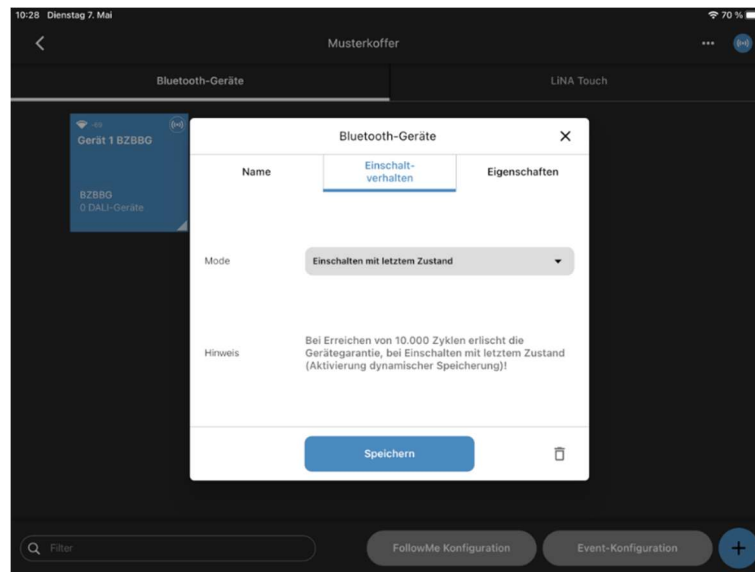 10:28 Dienstag 7. Mai
70 %
Musterkoffer
Bluetooth-Geräte
LiNA Touch
Gerät 1 BZBBG
BZBBG
0 DALI-Geräte
Bluetooth-Geräte
Name
Einschalt-
verhalten
Eigenschaften
Mode
Einschalten mit letztem Zustand
Hinweis
Bei Erreichen von 10.000 Zyklen erlischt die
Gerätegarantie, bei Einschalten mit letztem Zustand
(Aktivierung dynamischer Speicherung)!
Speichern
Filter
FollowMe Konfiguration
Event-Konfiguration